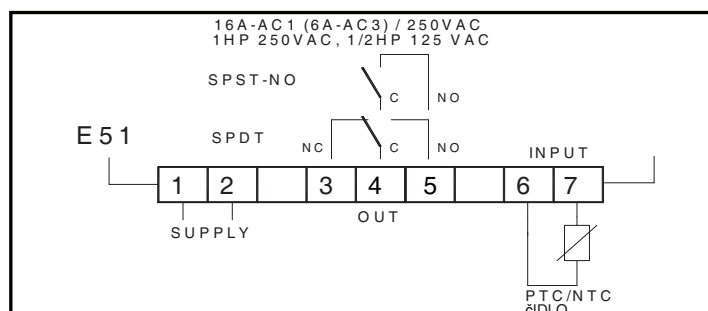 16A-AC1 (6A-AC3) / 250VAC
1HP 250VAC, 1/2HP 125 VAC
SPST-NO
C NO
E51
SPDT
NC C NO
INPUT
1 2 3 4 5 6 7
OUT
SUPPLY
PTC/NTC
čIDLO